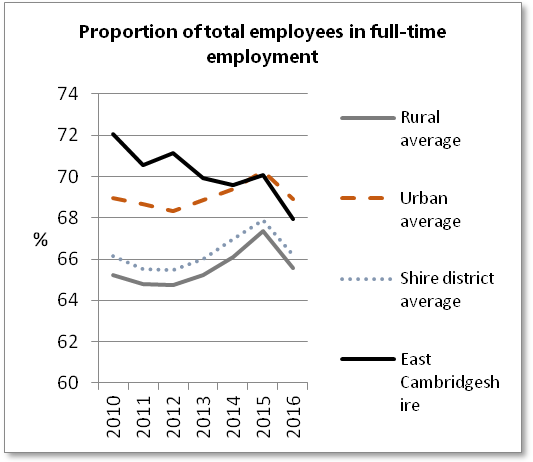 Proportion of total employees in full-time
employment
74
72
70
68
66
64
62
60
%
2010
2011
2012
2013
2014
2015
2016
Rural
average
Urban
average
Shire district
average
East
Cambridgesh
ire